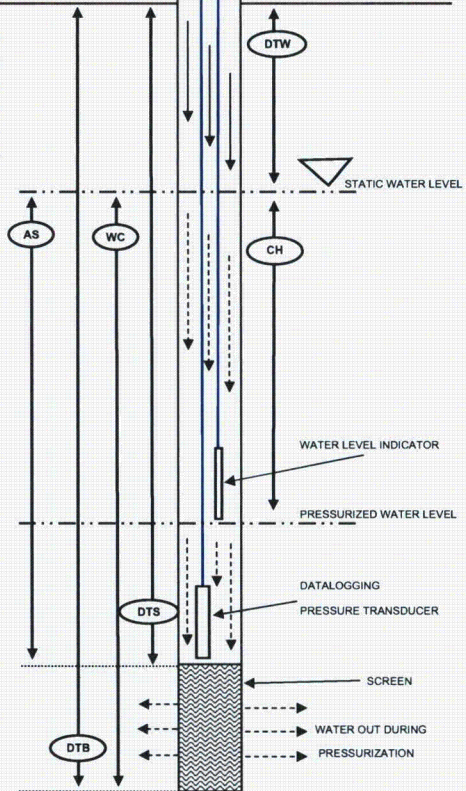 DTW
STATIC WATER LEVEL
AS
WC
CH
WATER LEVEL INDICATOR
PRESSURIZED WATER LEVEL
DATALOGGING
PRESSURE TRANSDUCER
DTS
SCREEN
WATER OUT DURING
PRESSURIZATION
DTB